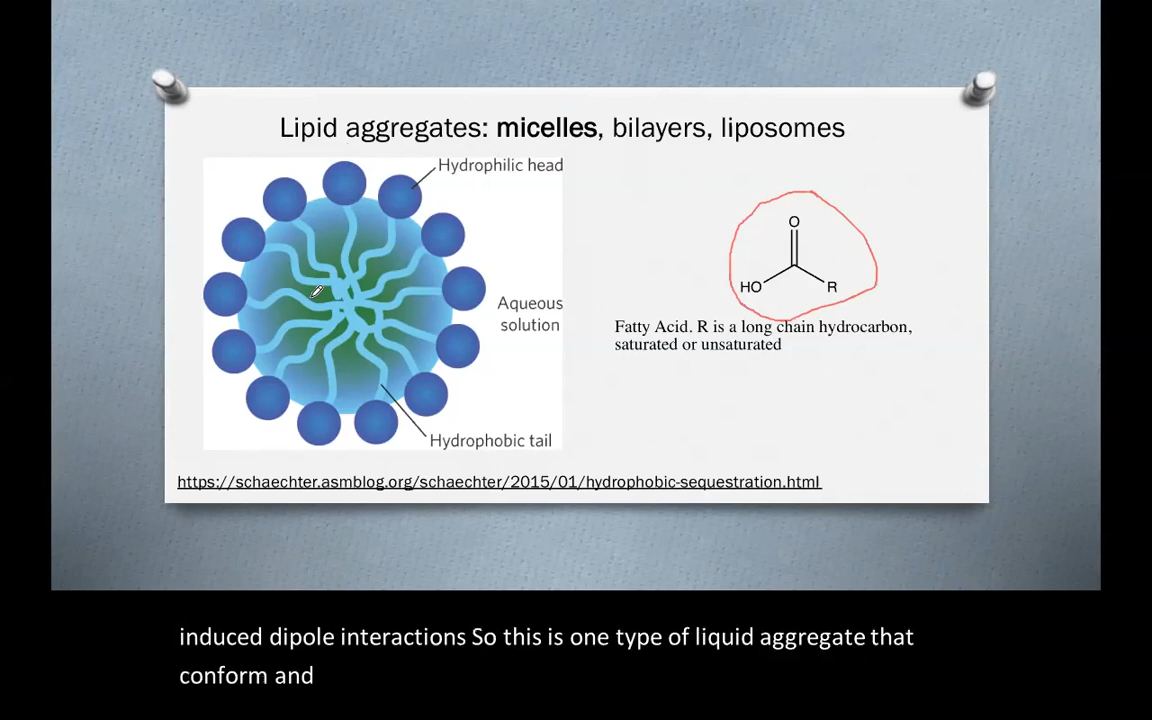 Lipid aggregates: micelles, bilayers, liposomes
Hydrophilic head
Aqueous
solution
Hydrophobic tail
O
HO
R
Fatty Acid. R is a long chain hydrocarbon,
saturated or unsaturated
https://schaechter.asmblog.org/schaechter/2015/01/hydrophobic-sequestration.html
induced dipole interactions So this is one type of liquid aggregate that
conform and